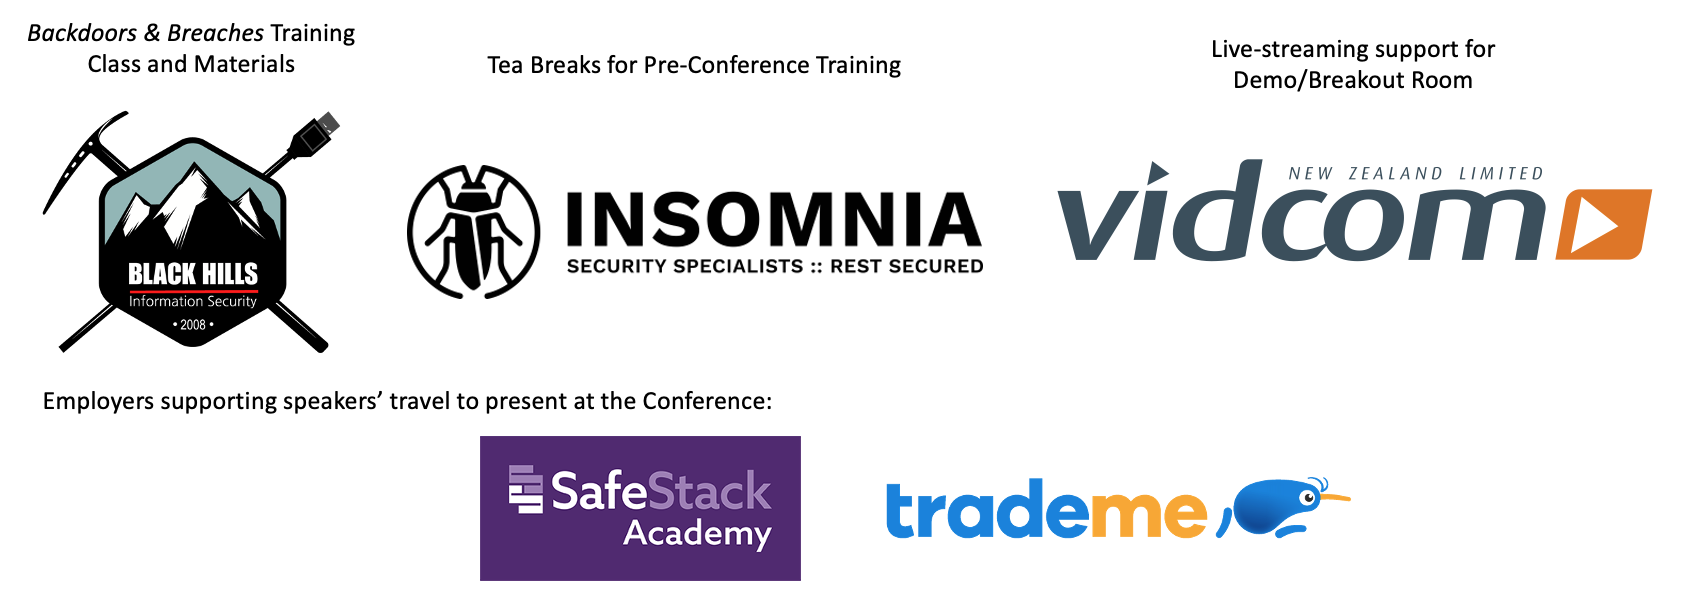 Backdoors & Breaches Training
Class and Materials
Tea Breaks for Pre-Conference Training
Live-streaming support for
Demo/Breakout Room
BLACK HILLS
Information Security
• 2008 •
INSOMNIA
SECURITY SPECIALISTS :: REST SECURED
NEW ZEALAND LIMITED
vidcom
Employers supporting speakers’ travel to present at the Conference:
SafeStack
Academy
trademe